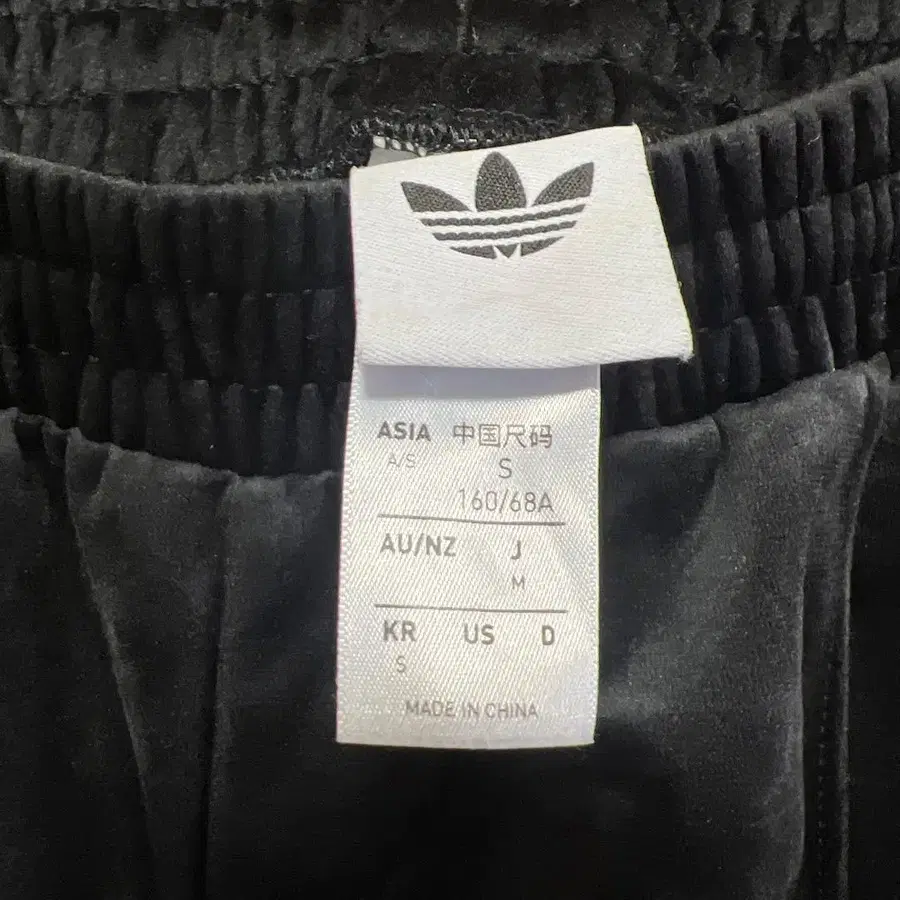 ASIA 中国尺码
A/S S
160/68A
AU/NZ J
M
KR US D
S
MADE IN CHINA